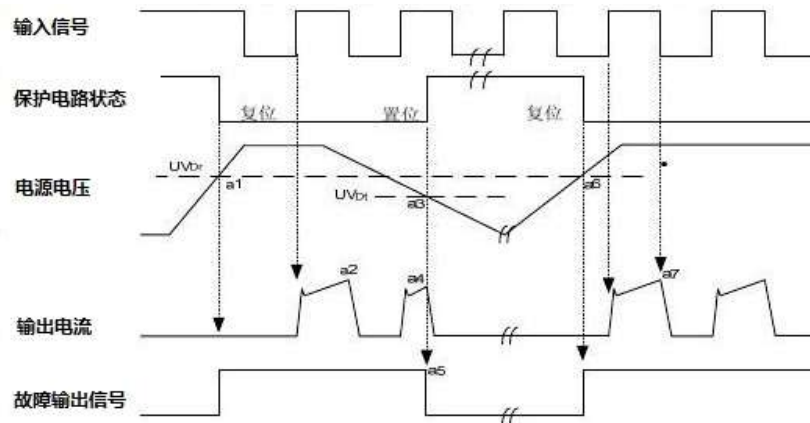 输入信号
保护电路状态
复位 置位 复位
UVDr
a1 a6
电源电压
UVDt
a3
a2 a4 a7
输出电流
a5
故障输出信号